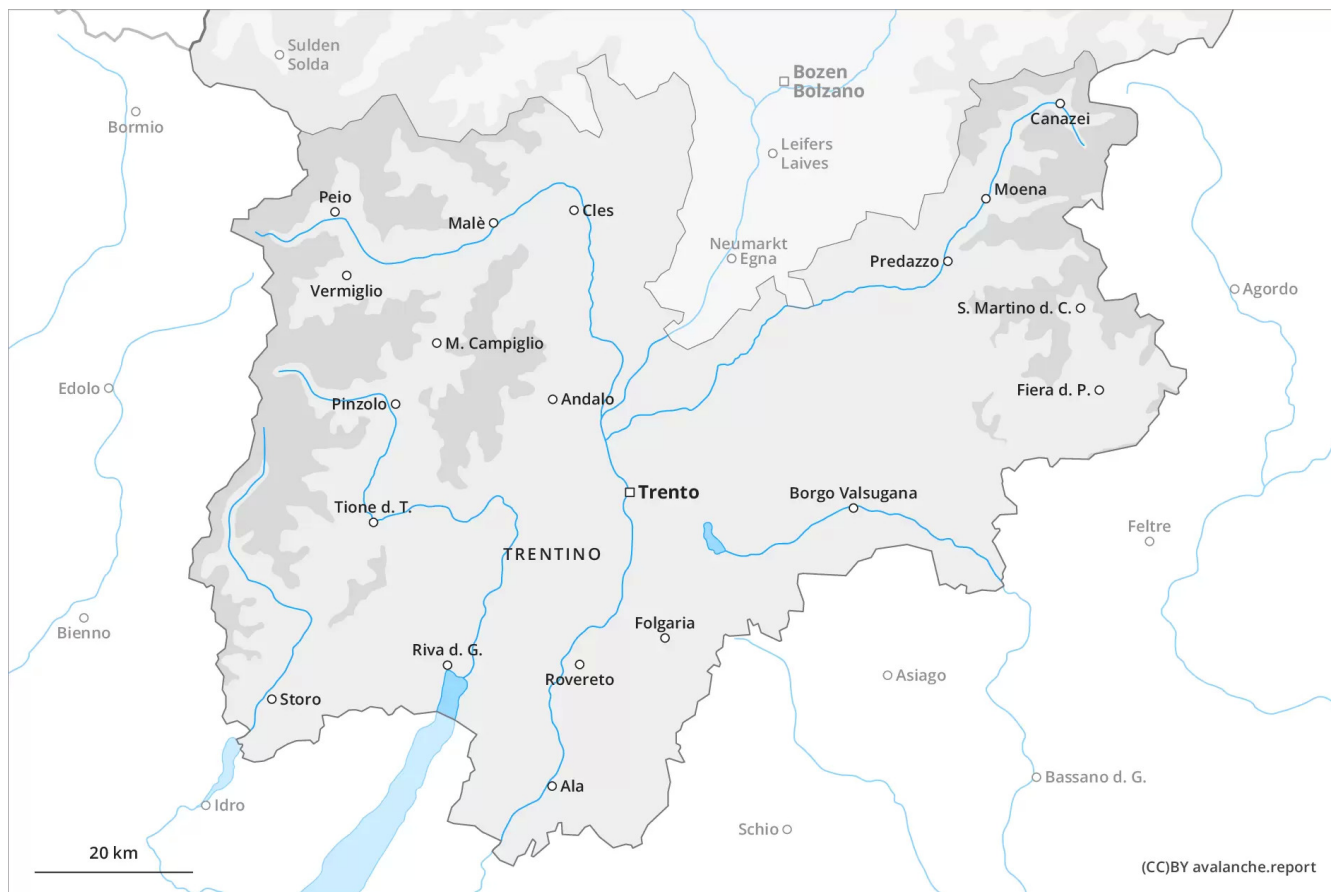 Sulden
Solda
Bozen
Bolzano
Bormio
Canazei
Leifers
Laives
Peio
Moena
Malè
Cles
Neumarkt
Egna
Predazzo
Vermiglio
Agordo
S. Martino d. C.
M. Campiglio
Edolo
Fiera d. P.
Pinzolo
Andalo
Trento
Borgo Valsugana
Tione d. T.
Feltre
TRENTINO
Bienno
Folgaria
Riva d. G.
Asiago
Rovereto
Storo
Bassano d. G.
Ala
Idro
Schio
20 km
(CC)BY avalanche.report